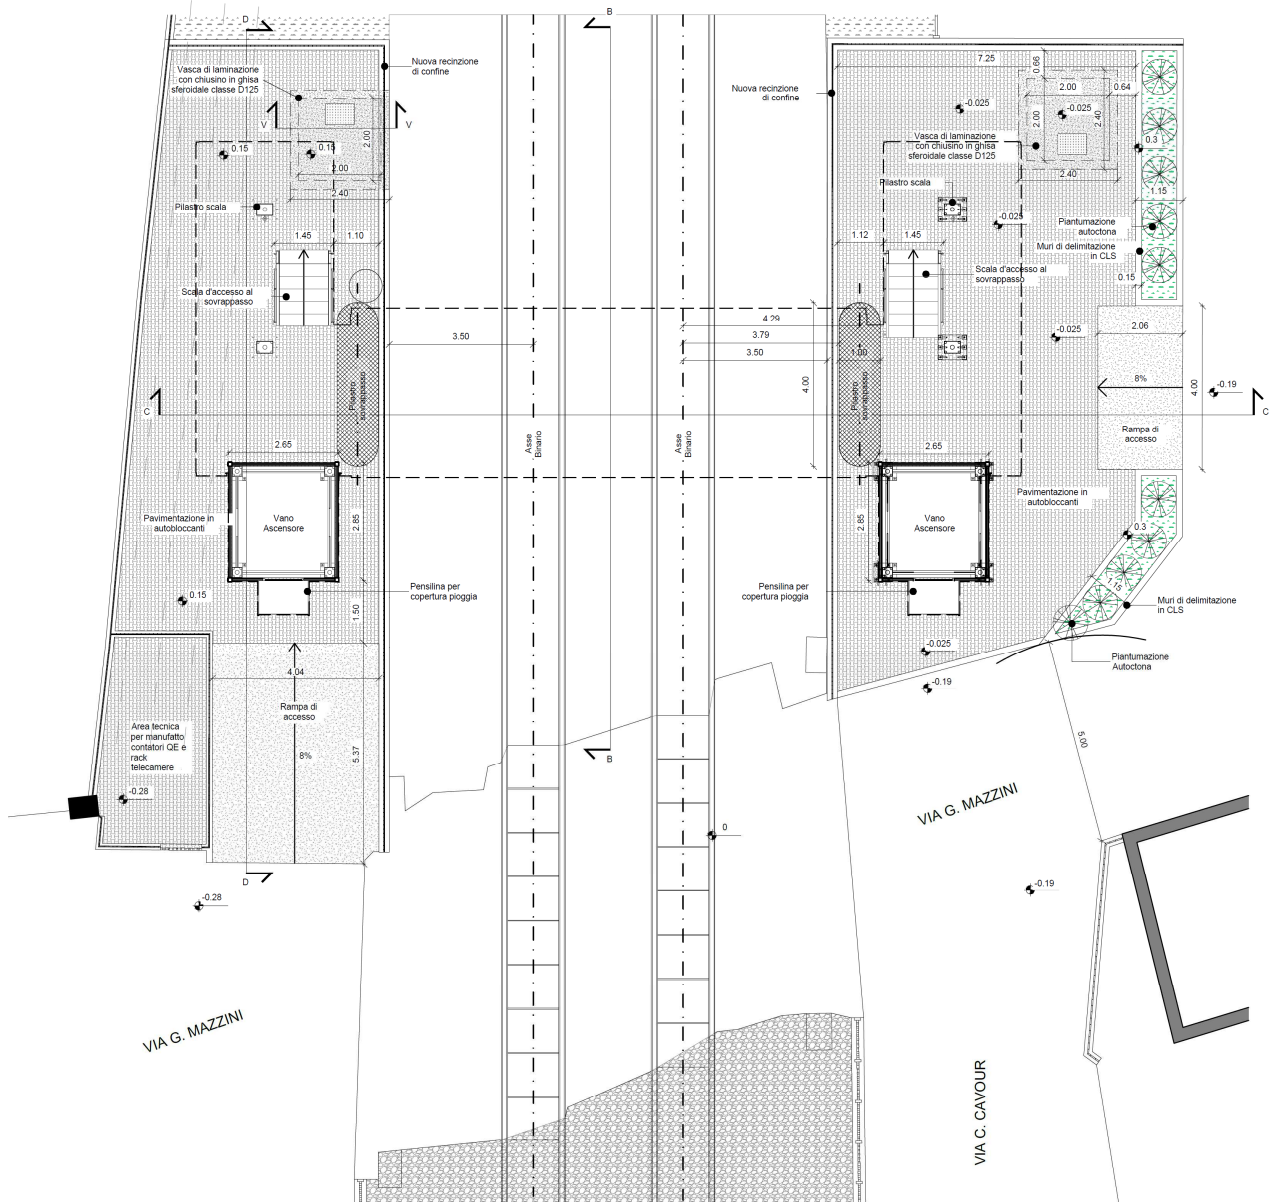 D
B
Vasca di laminazione
con chiusino in ghisa
sferoidale classe D125
Nuova recinzione
di confine
V
V
2.00
0.15
0.15
2.00
2.40
Pilastro scala
1.45
1.10
Scala d'accesso al
sovrappasso
3.50
Pilastro
sovrappasso
C
2.65
Asse
Binario
Asse
Binario
Pavimentazione in
autobloccanti
Vano
Ascensore
2.85
0.15
Pensilina per
copertura pioggia
1.50
4.04
Rampa di
accesso
8%
5.37
Area tecnica
per manufatto
contatori QE e
rack
telecamere
-0.28
D
-0.28
B
0
VIA G. MAZZINI
Nuova recinzione
di confine
7.25
0.66
2.00
0.64
-0.025
-0.025
2.00
2.40
Vasca di laminazione
con chiusino in ghisa
sferoidale classe D125
0.3
2.40
Pilastro scala
1.15
-0.025
Piantumazione
autoctona
1.12
1.45
Muri di delimitazione
in CLS
Scala d'accesso al
sovrappasso
0.15
4.29
3.79
3.50
1.00
-0.025
2.06
4.00
Pilastro
sovrappasso
8%
-0.19
4.00
C
Rampa di
accesso
2.65
Pavimentazione in
autobloccanti
2.85
Vano
Ascensore
0.3
1.15
Pensilina per
copertura pioggia
Muri di delimitazione
in CLS
-0.025
Piantumazione
Autoctona
-0.19
5.00
VIA G. MAZZINI
-0.19
VIA C. CAVOUR